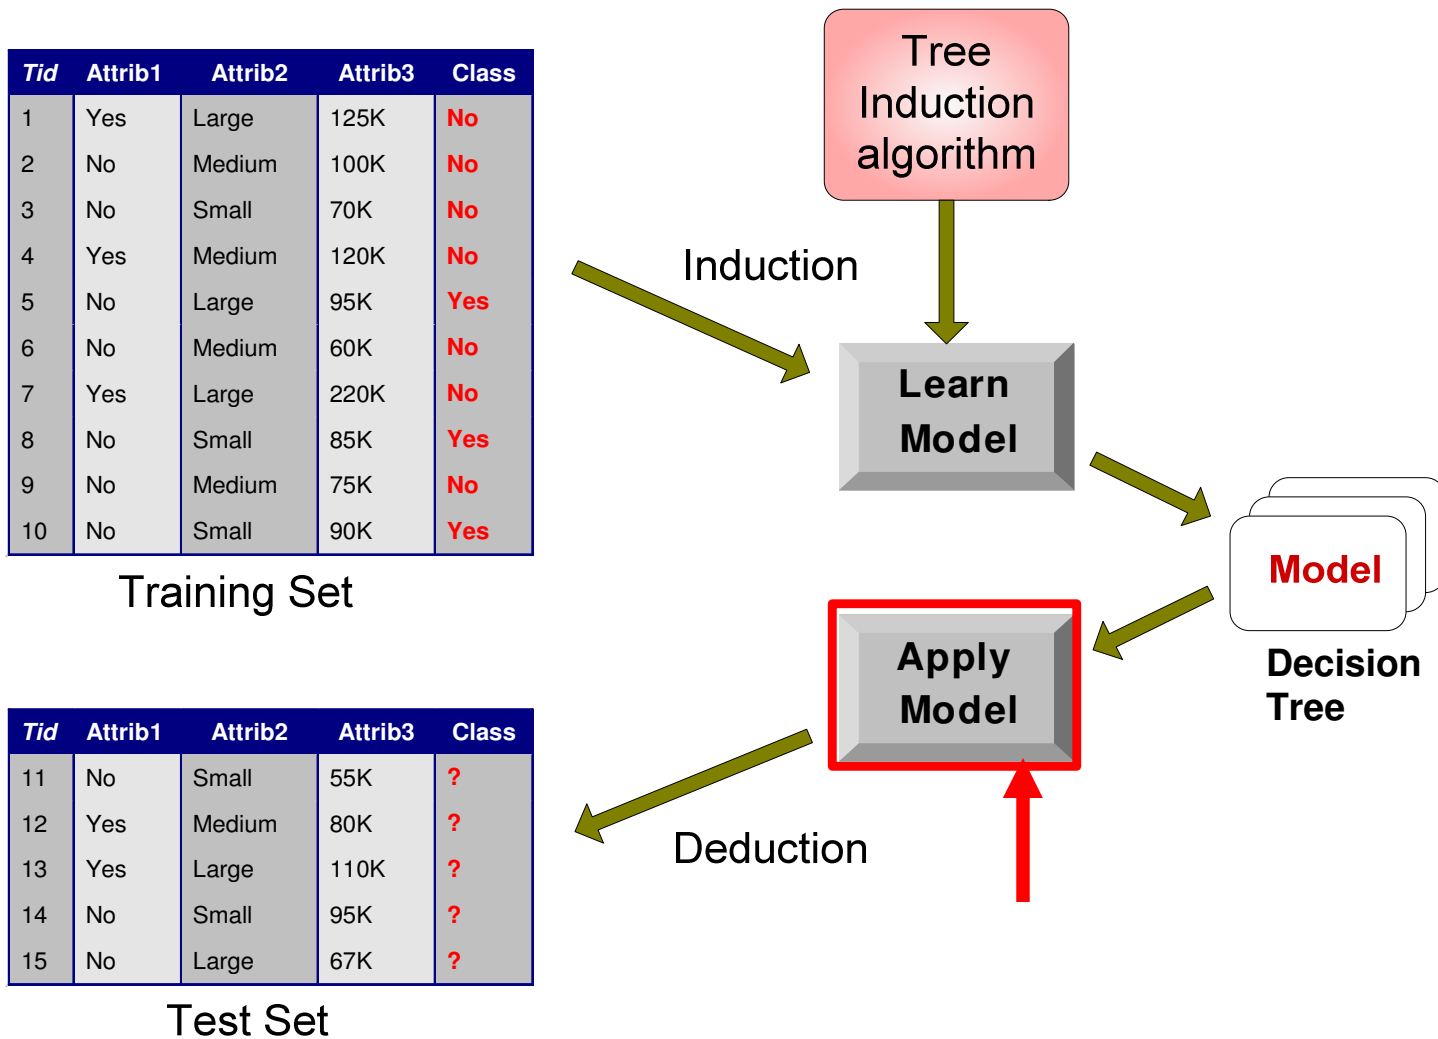 Tid Attrib1 Attrib2 Attrib3 Class
1 Yes Large 125K No
2 No Medium 100K No
3 No Small 70K No
4 Yes Medium 120K No
5 No Large 95K Yes
6 No Medium 60K No
7 Yes Large 220K No
8 No Small 85K Yes
9 No Medium 75K No
10 No Small 90K Yes
Training Set
Tree
Induction
algorithm
Induction
Learn
Model
Model
Decision
Tree
Apply
Model
Deduction
Tid Attrib1 Attrib2 Attrib3 Class
11 No Small 55K ?
12 Yes Medium 80K ?
13 Yes Large 110K ?
14 No Small 95K ?
15 No Large 67K ?
Test Set